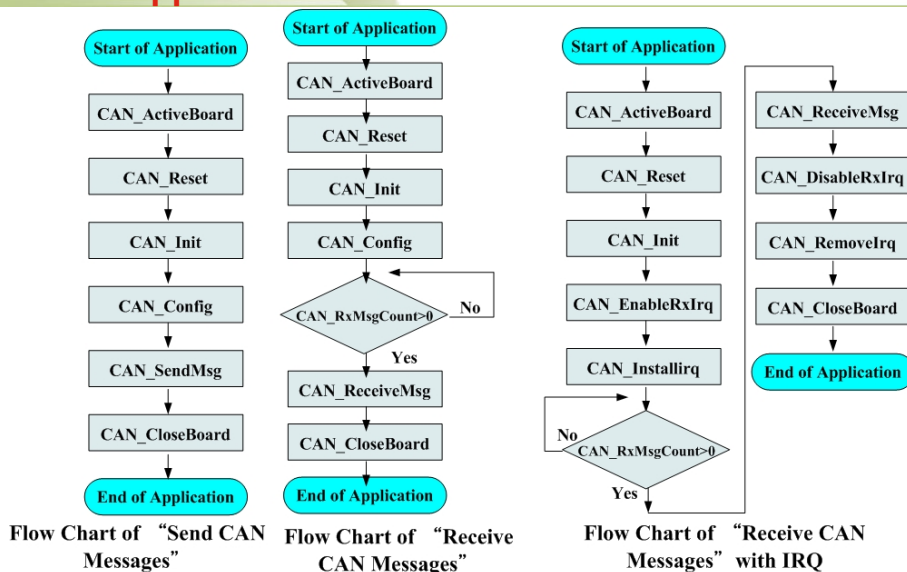 Start of Application
CAN_ActiveBoard
CAN_Reset
CAN_Init
CAN_Config
CAN_SendMsg
CAN_CloseBoard
End of Application
Flow Chart of “Send CAN
Messages”
Start of Application
CAN_ActiveBoard
CAN_Reset
CAN_Init
CAN_Config
CAN_RxMsgCount>0
No
Yes
CAN_ReceiveMsg
CAN_CloseBoard
End of Application
Flow Chart of “Receive
CAN Messages”
Start of Application
CAN_ActiveBoard
CAN_Reset
CAN_Init
CAN_EnableRxIrq
CAN_Installirq
No
CAN_RxMsgCount>0
Yes
CAN_ReceiveMsg
CAN_DisableRxIrq
CAN_RemoveIrq
CAN_CloseBoard
End of Application
Flow Chart of “Receive CAN
Messages” with IRQ